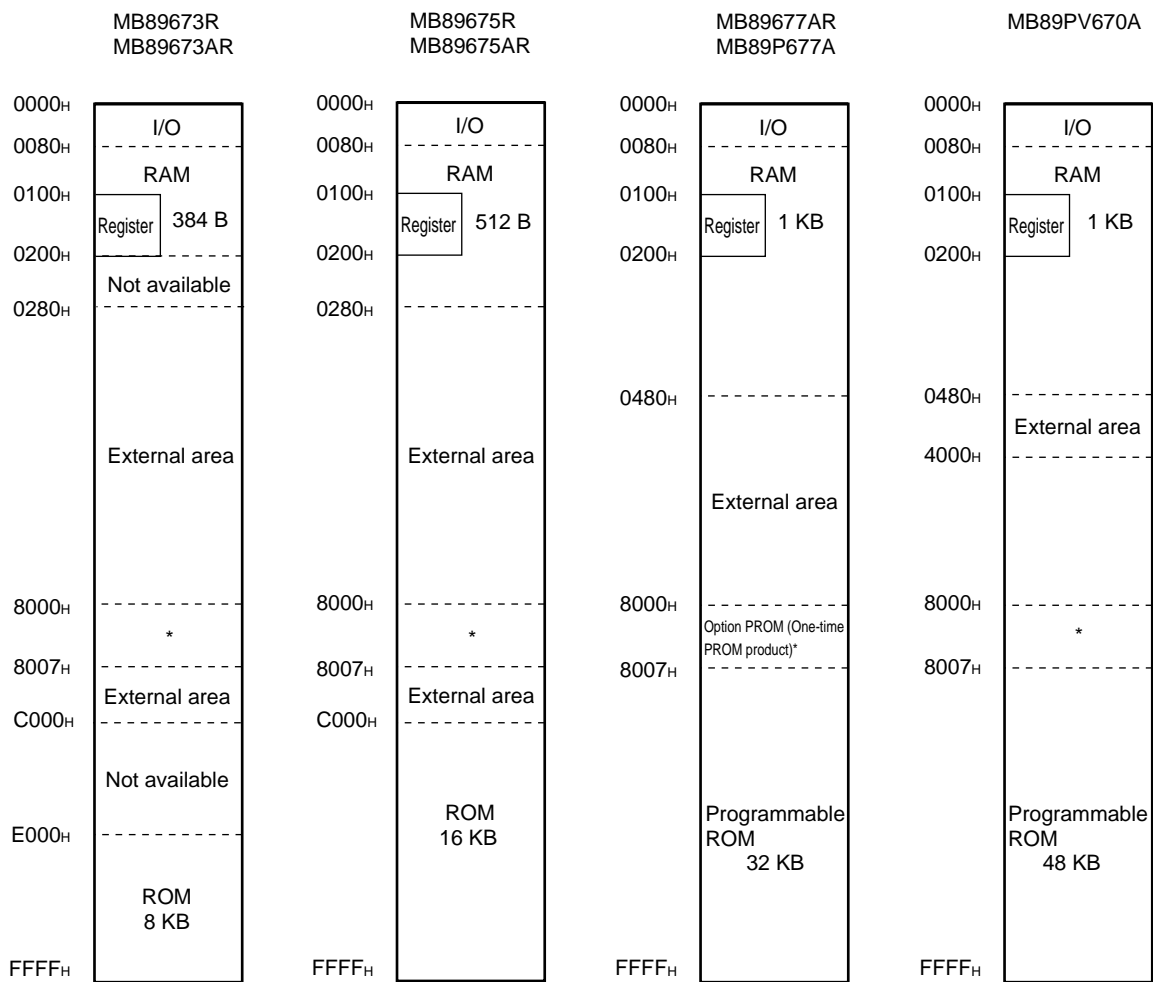 MB89673R
MB89673AR
0000H
I/O
0080H
RAM
0100H
Register
384 B
0200H
Not available
0280H
External area
8000H
*
8007H
External area
C000H
Not available
E000H
ROM
8 KB
FFFFH
MB89675R
MB89675AR
0000H
I/O
0080H
RAM
0100H
Register
512 B
0200H
0280H
External area
8000H
*
8007H
External area
C000H
ROM
16 KB
FFFFH
MB89677AR
MB89P677A
0000H
I/O
0080H
RAM
0100H
Register
1 KB
0200H
0480H
External area
8000H
Option PROM (One-time
PROM product)*
8007H
Programmable
ROM
32 KB
FFFFH
MB89PV670A
0000H
I/O
0080H
RAM
0100H
Register
1 KB
0200H
0480H
External area
4000H
8000H
*
8007H
Programmable
ROM
48 KB
FFFFH